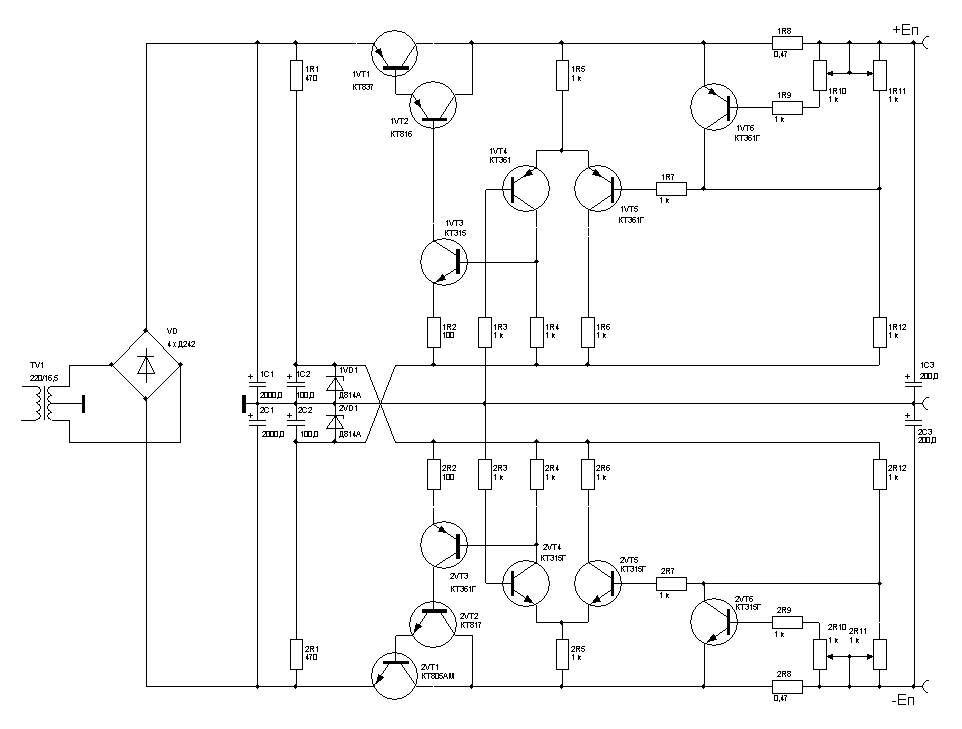 +Еп
1R8
0,47
1R1
470
1VT1
КТ837
1R5
1 к
1R10
1 к
1R11
1 к
1R9
1 к
1VT2
КТ816
1VT6
КТ361Г
1VT4
КТ361
1R7
1 к
1VT5
КТ361Г
1VT3
КТ315
1R2
100
1R3
1 к
1R4
1 к
1R6
1 к
1R12
1 к
VD
4 х Д242
TV1
220/16,5
+ 1C1
2000,0
+ 1C2
100,0
1VD1
Д814А
+ 1C3
200,0
+ 2C1
2000,0
2C2
100,0
2VD1
Д814А
+ 2C3
200,0
2R2
100
2R3
1 к
2R4
1 к
2R6
1 к
2R12
1 к
2VT3
КТ361Г
2VT4
КТ315Г
2VT5
КТ315Г
2R7
1 к
2VT6
КТ315Г
2VT2
КТ817
2R9
1 к
2R10
1 к
2R11
1 к
2R1
470
2VT1
КТ805АМ
2R5
1 к
2R8
0,47
-Еп